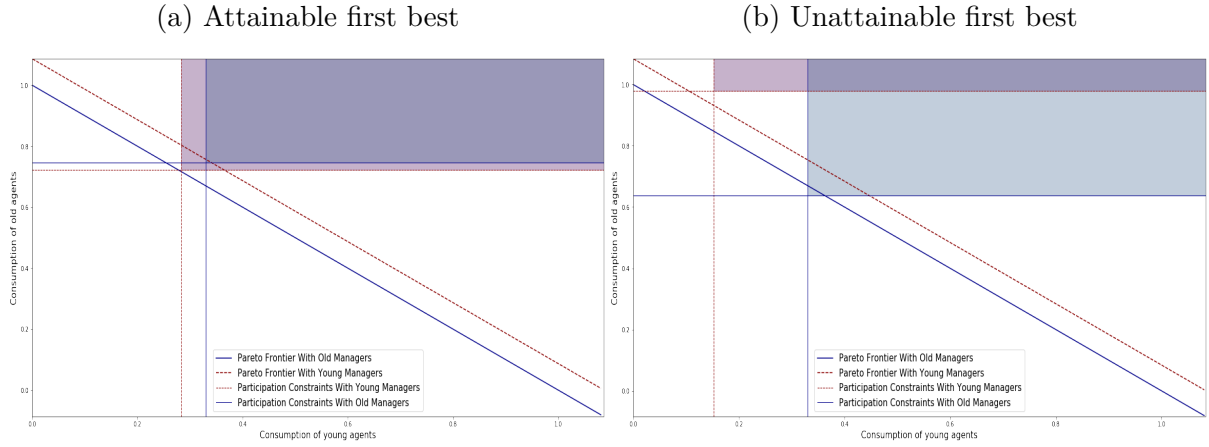 (a) Attainable first best
(b) Unattainable first best
1.0
0.8
0.6
0.4
0.2
0.0
Consumption of old agents
Pareto Frontier With Old Managers
Pareto Frontier With Young Managers
Participation Constraints With Young Managers
Participation Constraints With Old Managers
0.0 0.2 0.4 0.6 0.8 1.0
Consumption of young agents
1.0
0.8
0.6
0.4
0.2
0.0
Consumption of old agents
Pareto Frontier With Old Managers
Pareto Frontier With Young Managers
Participation Constraints With Young Managers
Participation Constraints With Old Managers
0.0 0.2 0.4 0.6 0.8 1.0
Consumption of young agents